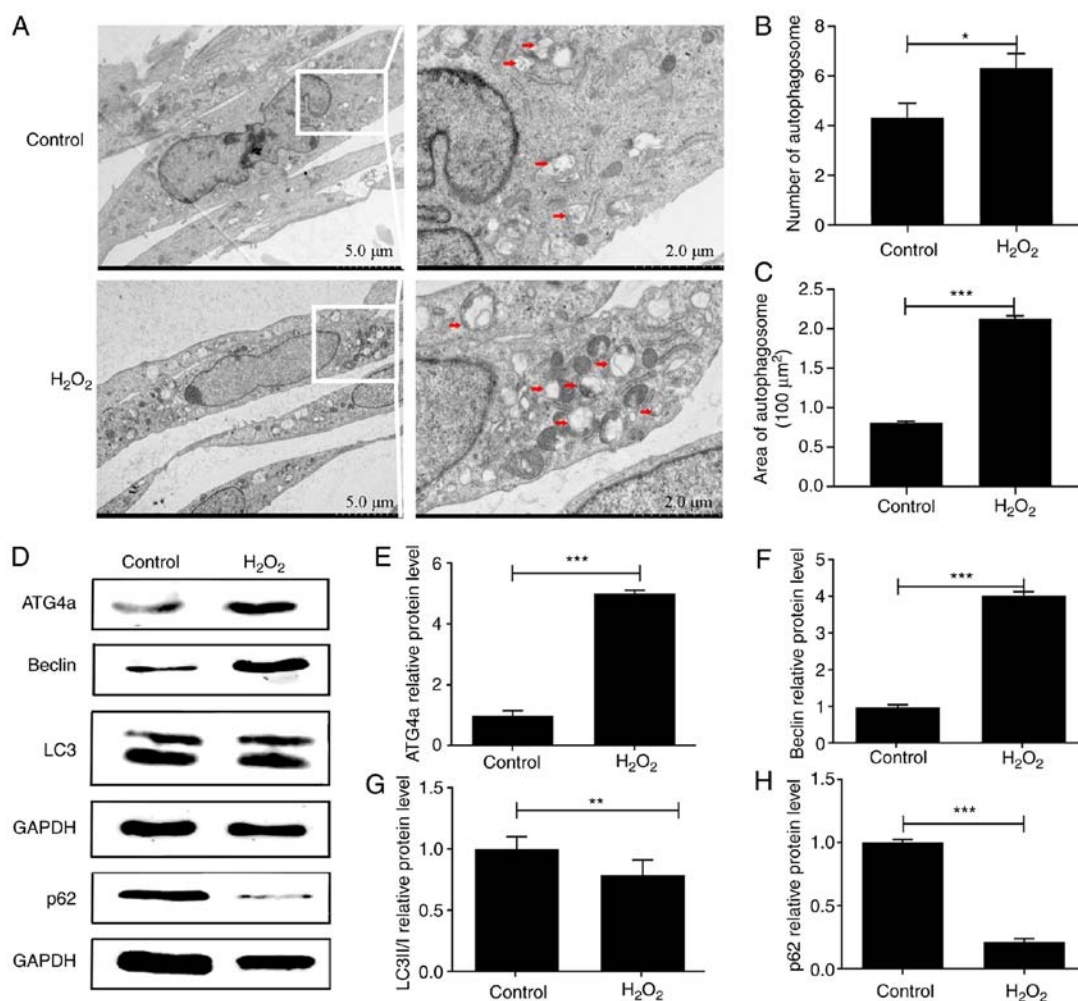 A
Control
5.0 µm
2.0 µm
H₂O₂
5.0 µm
2.0 µm
B
Number of autophagosome
8
6
4
2
0
*
Control
H₂O₂
C
Area of autophagosome
(100 µm²)
2.5
2.0
1.5
1.0
0.5
0.0
***
Control
H₂O₂
D
Control
H₂O₂
ATG4a
Beclin
LC3
GAPDH
p62
GAPDH
E
ATG4a relative protein level
6
4
2
0
***
Control
H₂O₂
F
Beclin relative protein level
5
4
3
2
1
0
***
Control
H₂O₂
G
LC3II/I relative protein level
1.5
1.0
0.5
0.0
**
Control
H₂O₂
H
p62 relative protein level
1.5
1.0
0.5
0.0
***
Control
H₂O₂